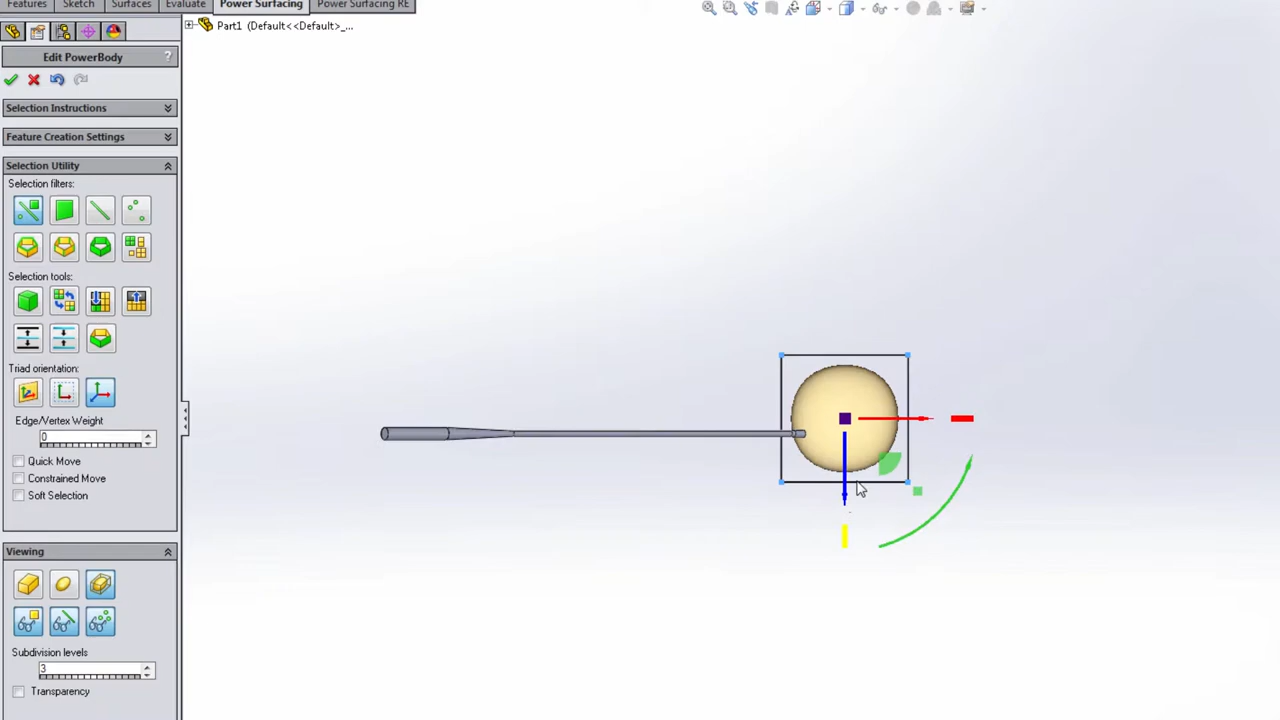 Features Sketch Surfaces Evaluate Power Surfacing Power Surfacing RE
Part1 (Default<<Default>_...
Edit PowerBody ?
Selection Instructions
Feature Creation Settings
Selection Utility
Selection filters:
Selection tools:
Triad orientation:
Edge/Vertex Weight
0
Quick Move
Constrained Move
Soft Selection
Viewing
Subdivision levels
3
Transparency